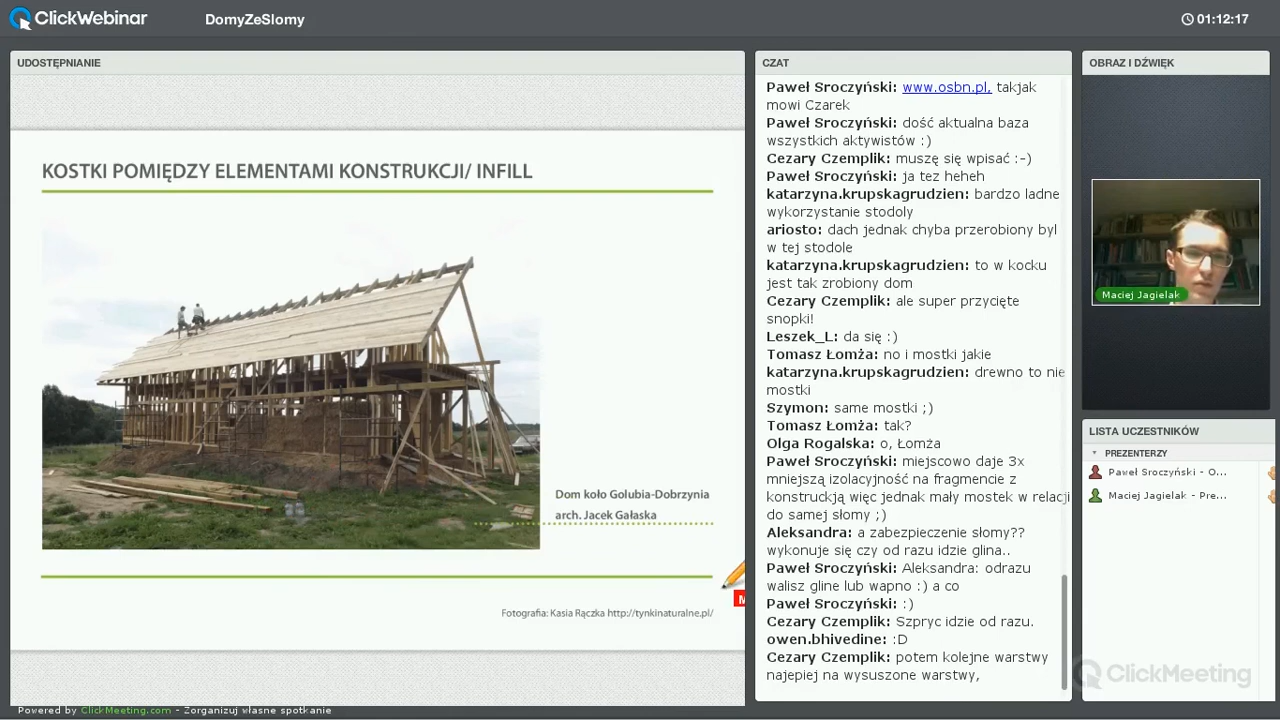 ClickWebinar
DomyZeSlomy
01:12:17
UDOSTĘPNIANIE
KOSTKI POMIĘDZY ELEMENTAMI KONSTRUKCJI/ INFILL
Dom koło Golubia-Dobrzynia
arch. Jacek Gałaska
Fotografia: Kasia Rączka http://tynkinaturalne.pl/
M
CZAT
Paweł Sroczyński: www.osbn.pl, takjak
mowi Czarek
Paweł Sroczyński: dość aktualna baza
wszystkich aktywistów :)
Cezary Czemplik: muszę się wpisać :-)
Paweł Sroczyński: ja tez heheh
katarzyna.krupskagrudzien: bardzo ladne
wykorzystanie stodoly
ariosto: dach jednak chyba przerobiony byl
w tej stodole
katarzyna.krupskagrudzien: to w kocku
jest tak zrobiony dom
Cezary Czemplik: ale super przycięte
snopki!
Leszek_L: da się :)
Tomasz Łomża: no i mostki jakie
katarzyna.krupskagrudzien: drewno to nie
mostki
Szymon: same mostki ;)
Tomasz Łomża: tak?
Olga Rogalska: o, Łomża
Paweł Sroczyński: miejscowo daje 3x
mniejszą izolacyjność na fragmencie z
konstruckją więc jednak mały mostek w relacji
do samej słomy ;)
Aleksandra: a zabezpieczenie słomy??
wykonuje się czy od razu idzie glina..
Paweł Sroczyński: Aleksandra: odrazu
walisz gline lub wapno :) a co
Paweł Sroczyński: :)
Cezary Czemplik: Szpryc idzie od razu.
owen.bhivedine: :D
Cezary Czemplik: potem kolejne warstwy
najepiej na wysuszone warstwy,
OBRAZ I DŹWIĘK
Maciej Jagielak
LISTA UCZESTNIKÓW
PREZENTERZY
Paweł Sroczyński - O...
Maciej Jagielak - Pre...
ClickMeeting
Powered by ClickMeeting.com - Zorganizuj własne spotkanie